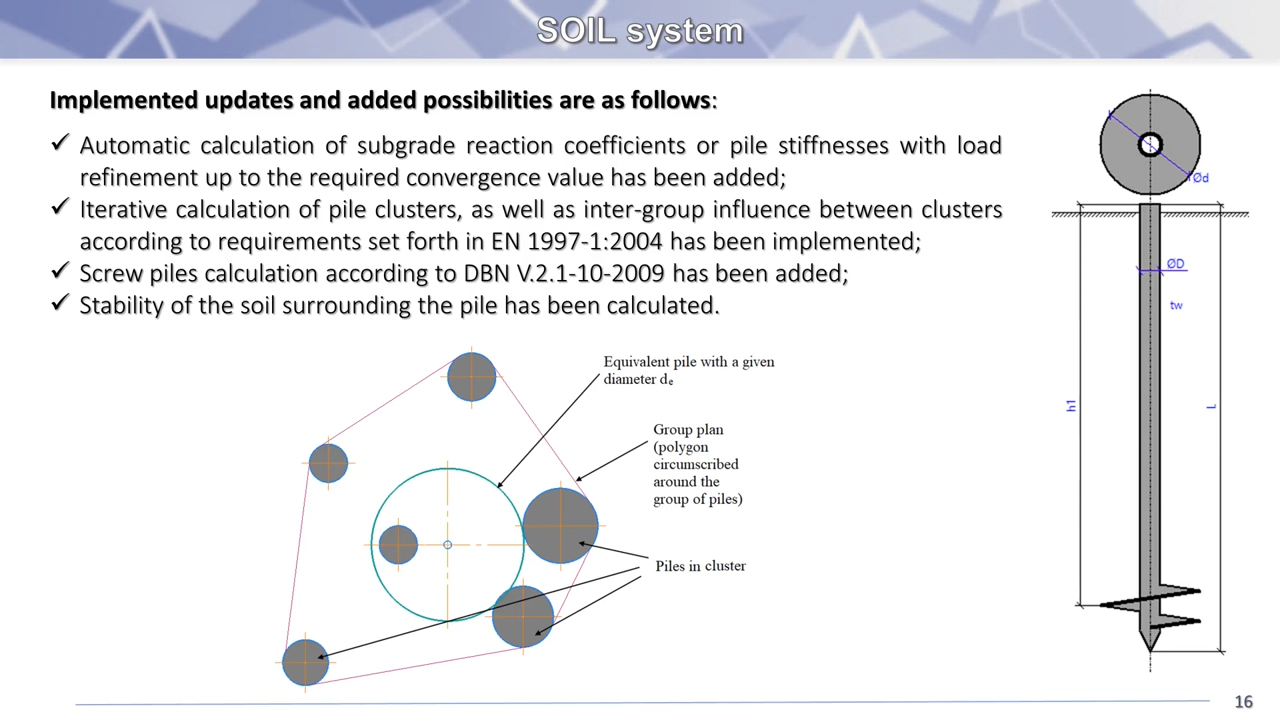 SOIL system
Implemented updates and added possibilities are as follows:
✓ Automatic calculation of subgrade reaction coefficients or pile stiffnesses with load
refinement up to the required convergence value has been added;
✓ Iterative calculation of pile clusters, as well as inter-group influence between clusters
according to requirements set forth in EN 1997-1:2004 has been implemented;
✓ Screw piles calculation according to DBN V.2.1-10-2009 has been added;
✓ Stability of the soil surrounding the pile has been calculated.
Equivalent pile with a given
diameter dₑ
Group plan
(polygon
circumscribed
around the
group of piles)
Piles in cluster
Ød
ØD
tw
h1
L
16